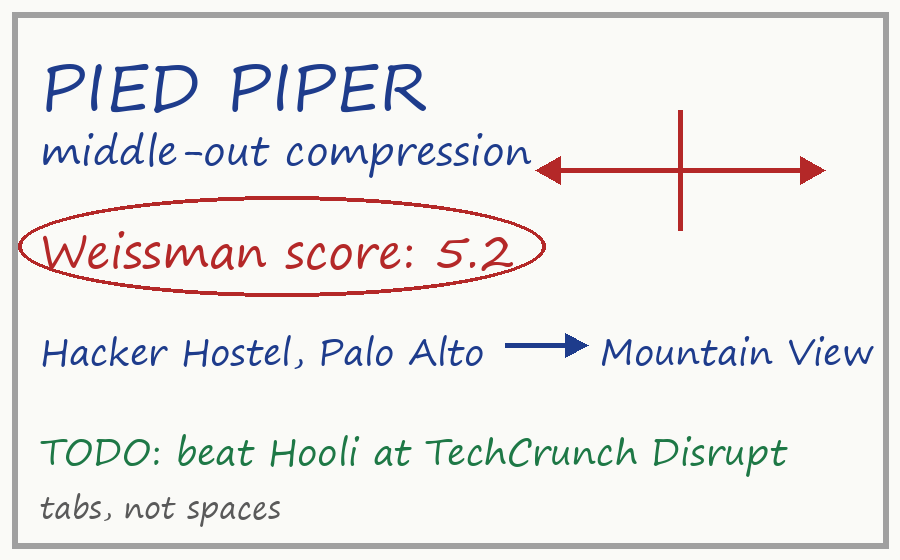 PIED PIPER
middle-out compression
Weissman score: 5.2
Hacker Hostel, Palo Alto → Mountain View
TODO: beat Hooli at TechCrunch Disrupt
tabs, not spaces